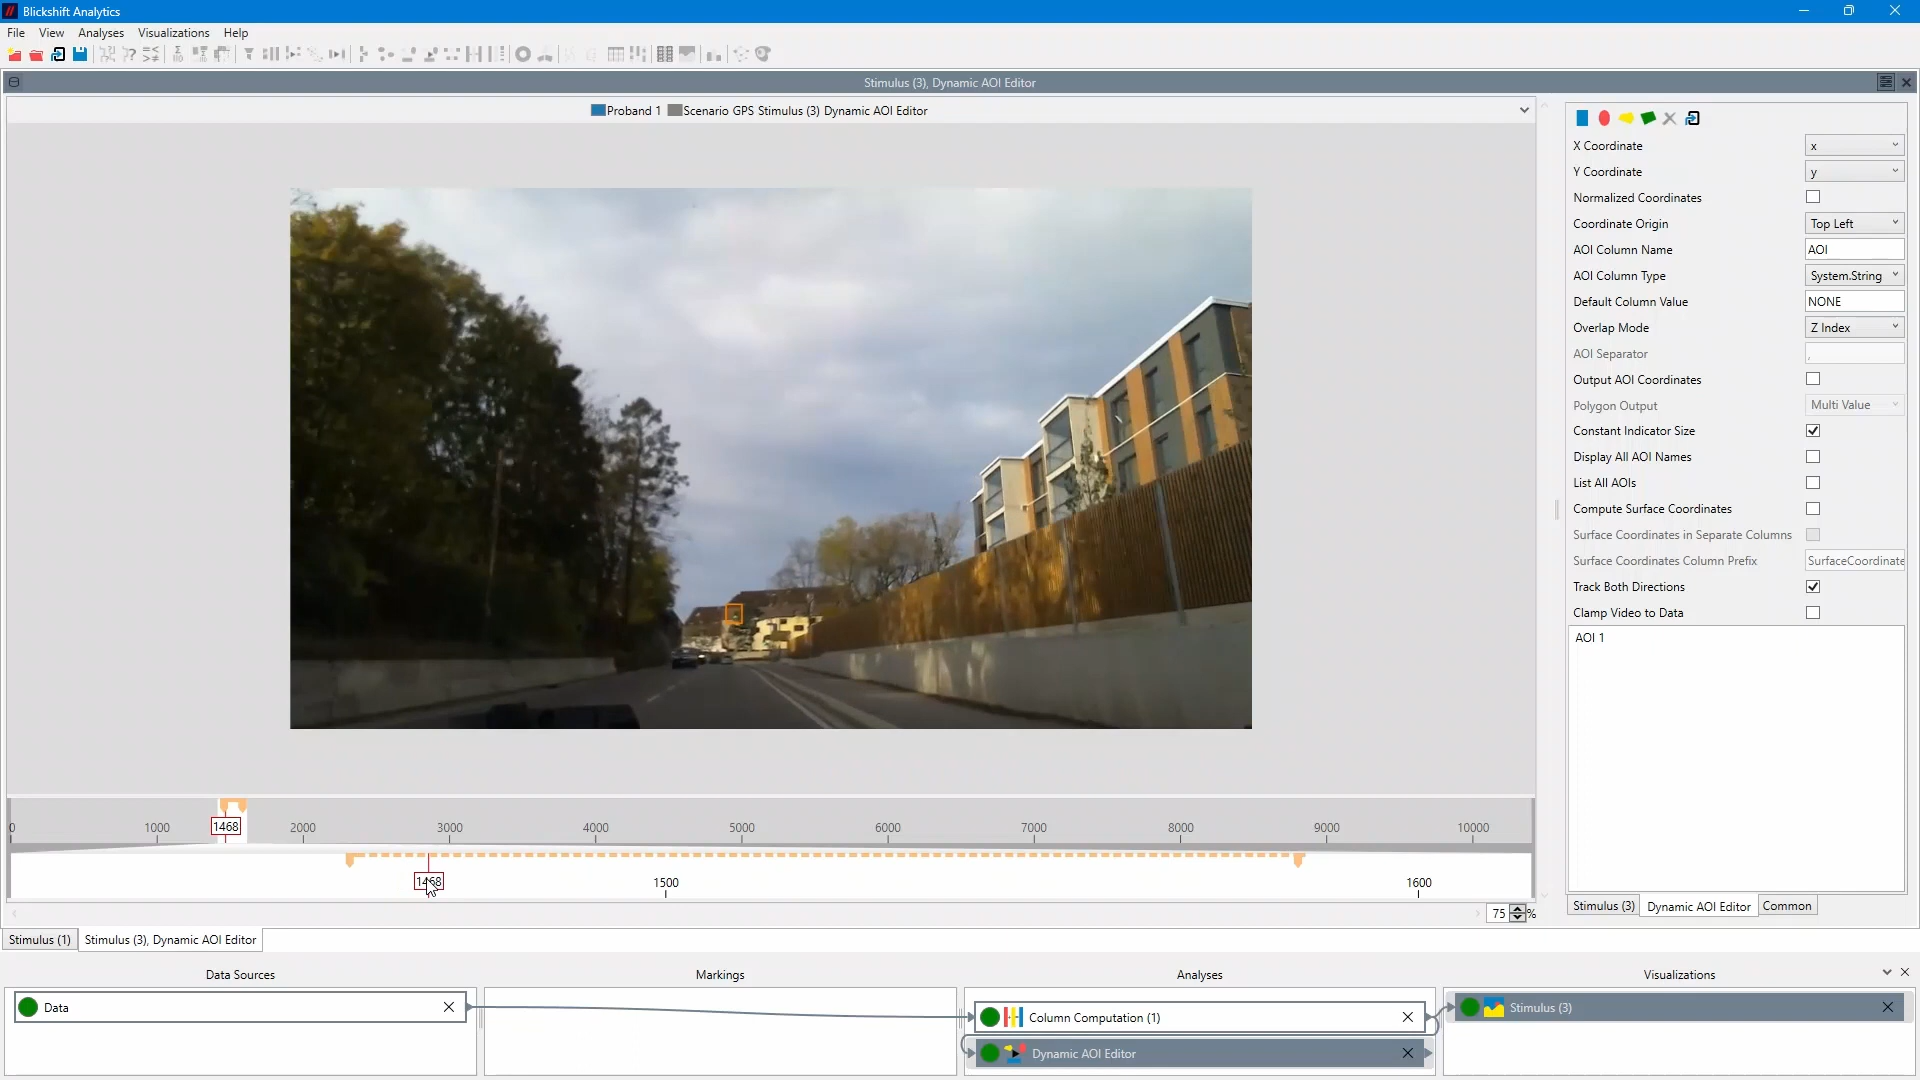 Blickshift Analytics
File View Analyses Visualizations Help
Stimulus (3), Dynamic AOI Editor
Proband 1 Scenario GPS Stimulus (3) Dynamic AOI Editor
X Coordinate x
Y Coordinate y
Normalized Coordinates
Coordinate Origin Top Left
AOI Column Name AOI
AOI Column Type System.String
Default Column Value NONE
Overlap Mode Z Index
AOI Separator ,
Output AOI Coordinates
Polygon Output Multi Value
Constant Indicator Size
Display All AOI Names
List All AOIs
Compute Surface Coordinates
Surface Coordinates in Separate Columns
Surface Coordinates Column Prefix SurfaceCoordinate
Track Both Directions
Clamp Video to Data
AOI 1
0 1000 1468 2000 3000 4000 5000 6000 7000 8000 9000 10000
1468 1500 1600
75 %
Stimulus (3) Dynamic AOI Editor Common
Stimulus (1) Stimulus (3), Dynamic AOI Editor
Data Sources Markings Analyses Visualizations
Data
Column Computation (1)
Stimulus (3)
Dynamic AOI Editor